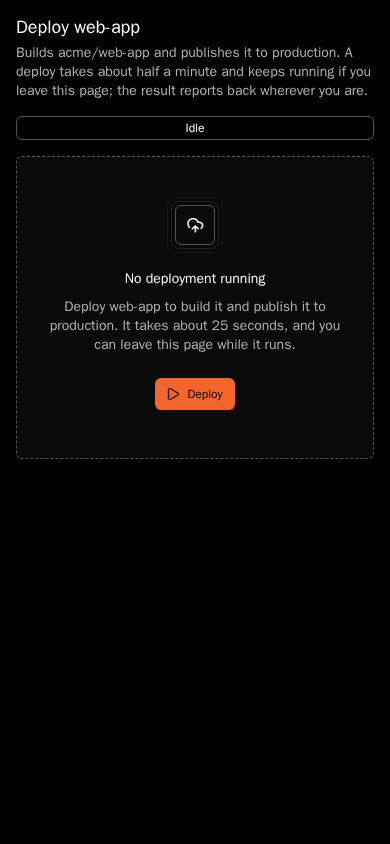 Deploy web-app
Builds acme/web-app and publishes it to production. A
deploy takes about half a minute and keeps running if you
leave this page; the result reports back wherever you are.
Idle
No deployment running
Deploy web-app to build it and publish it to
production. It takes about 25 seconds, and you
can leave this page while it runs.
Deploy